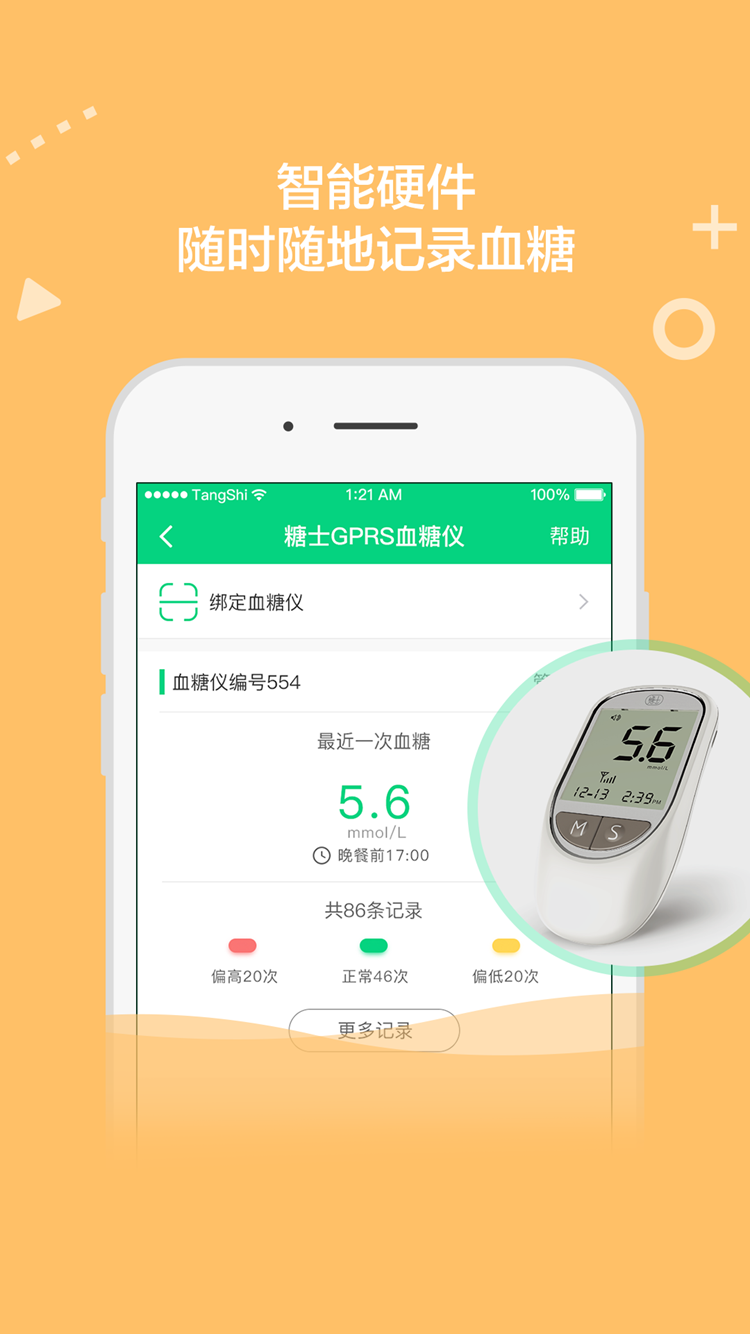 智能硬件
随时随地记录血糖
TangShi 1:21 AM 100%
糖士GPRS血糖仪 帮助
绑定血糖仪
血糖仪编号554
最近一次血糖
5.6
mmol/L
晚餐前17:00
共86条记录
偏高20次 正常46次 偏低20次
更多记录
5.6
mmol/L
12-13 2:39PM
M S